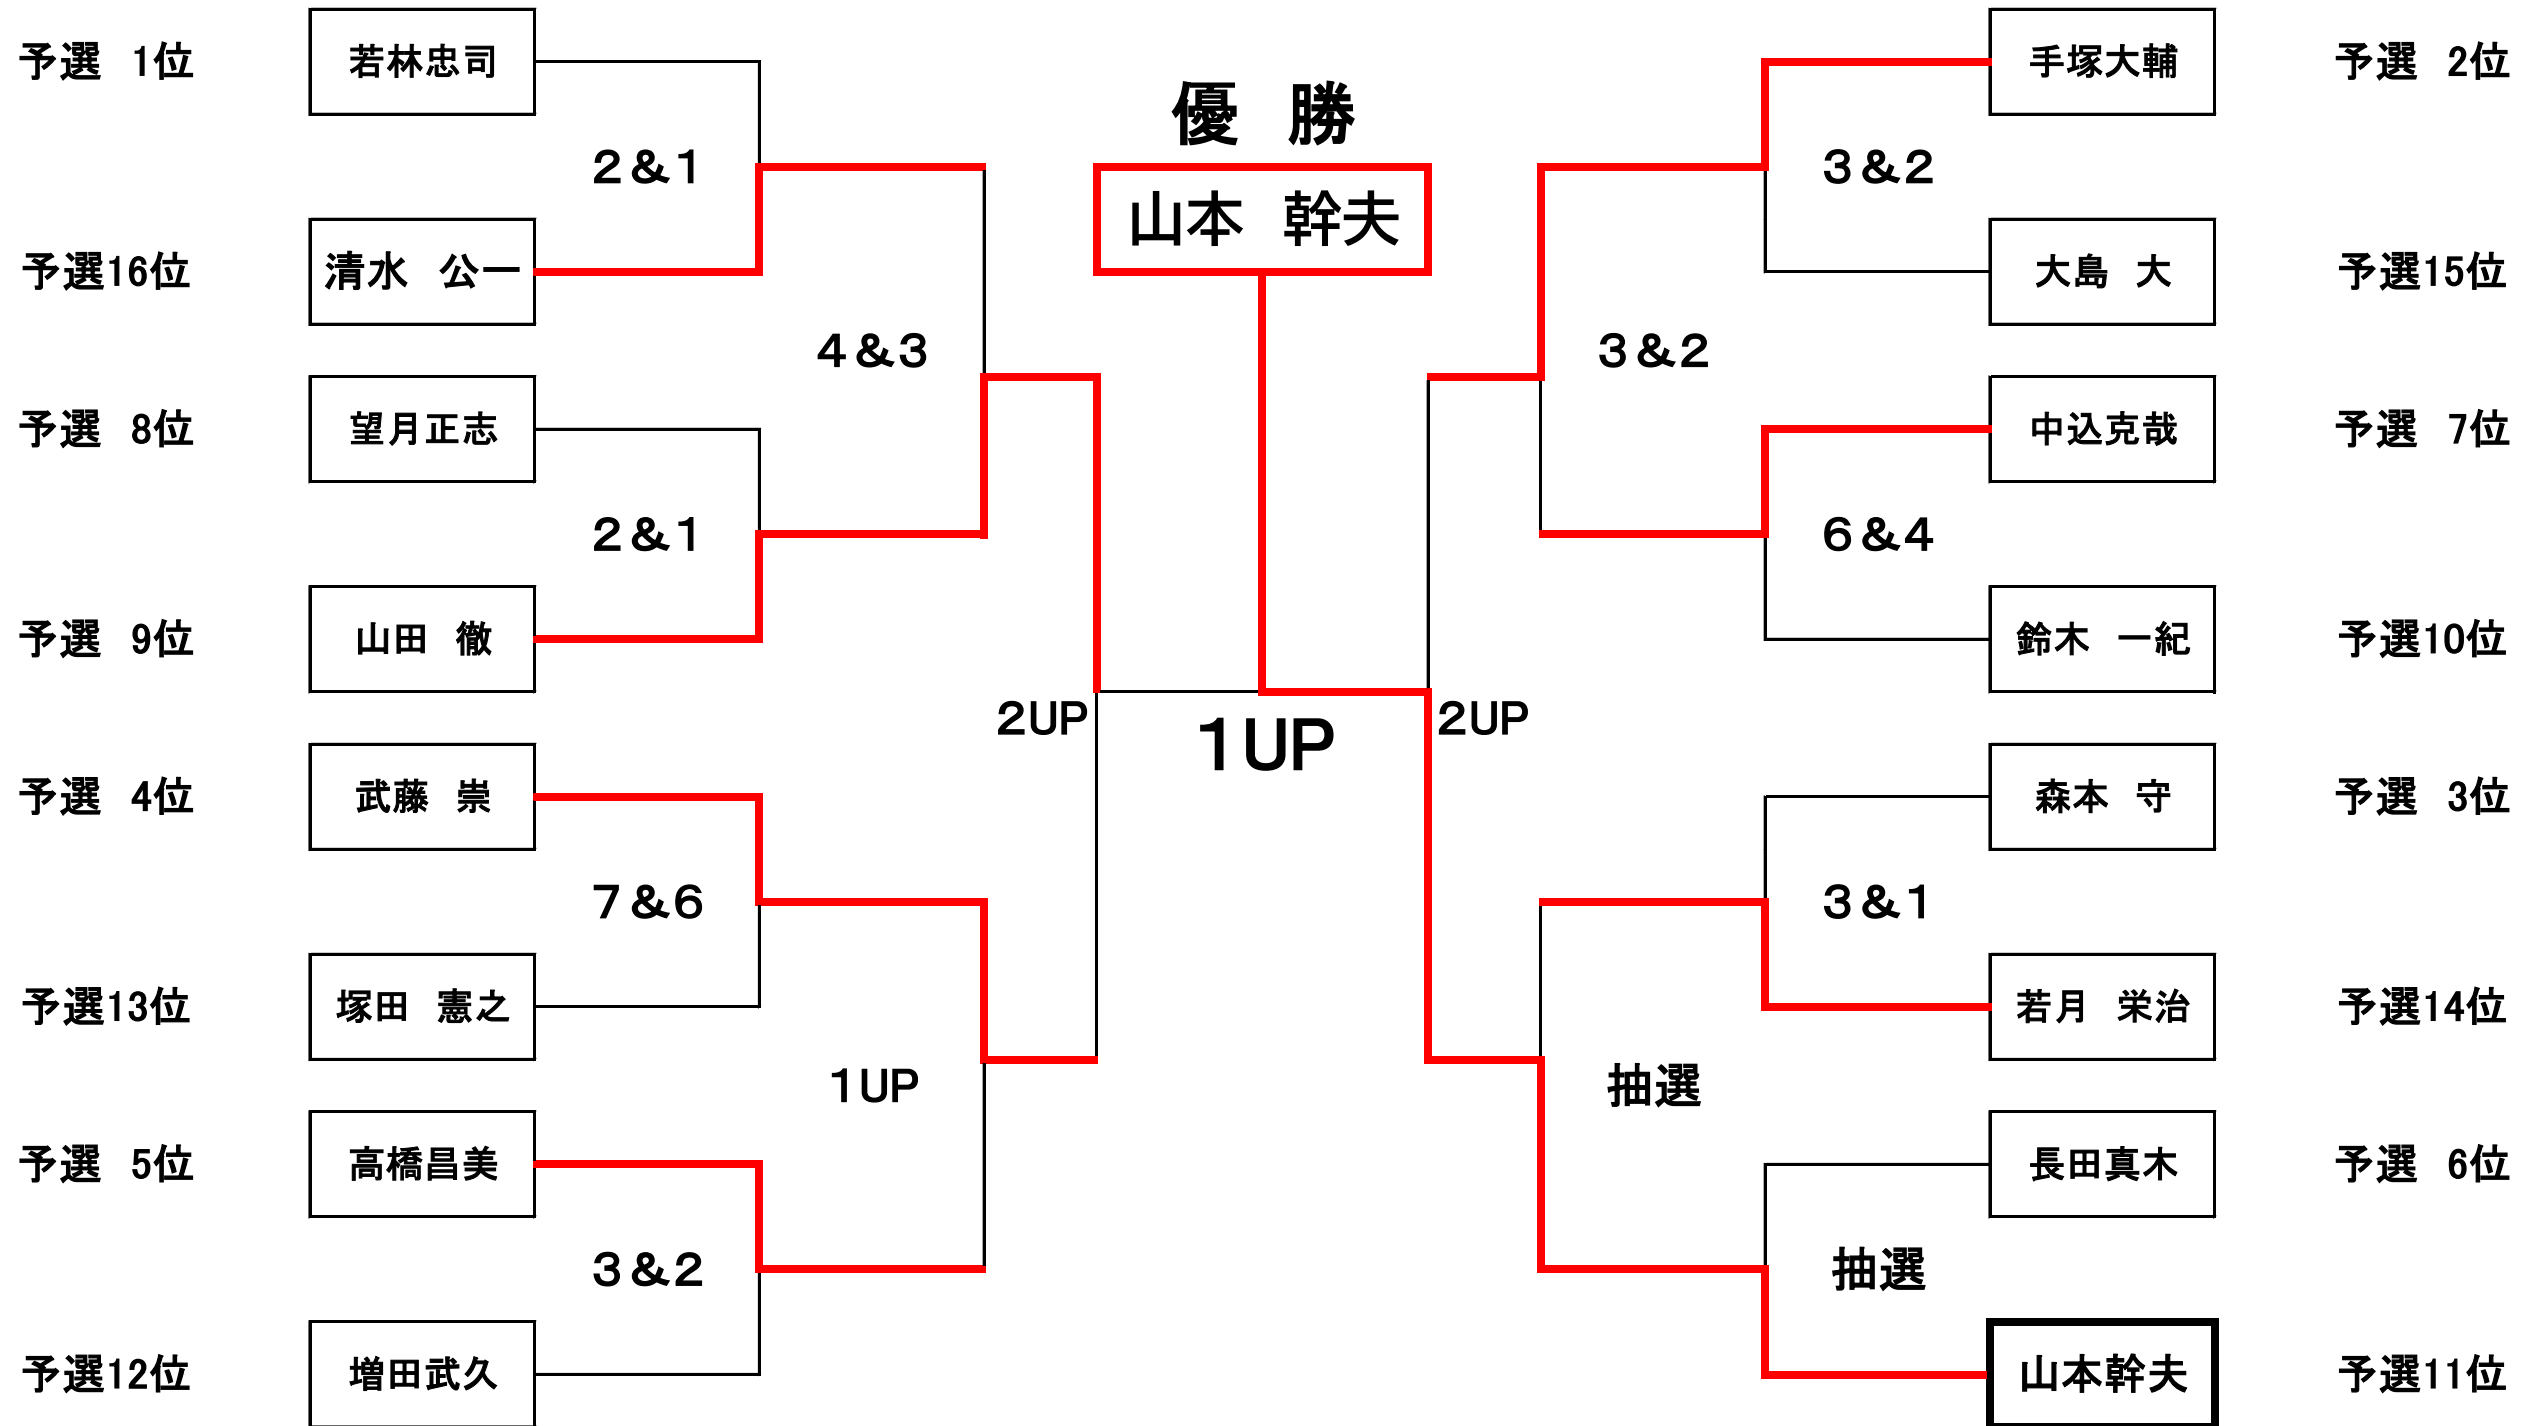 予選　1位　若林忠司　手塚大輔　予選　2位
優　勝
2&1　3&2
山本　幹夫
予選16位　清水　公一　大島　大　予選15位
4&3　3&2
予選　8位　望月正志　中込克哉　予選　7位
2&1　6&4
予選　9位　山田　徹　鈴木　一紀　予選10位
2UP　1UP　2UP
予選　4位　武藤　崇　森本　守　予選　3位
7&6　3&1
予選13位　塚田　憲之　若月　栄治　予選14位
1UP　抽選
予選　5位　高橋昌美　長田真木　予選　6位
3&2　抽選
予選12位　増田武久　山本幹夫　予選11位